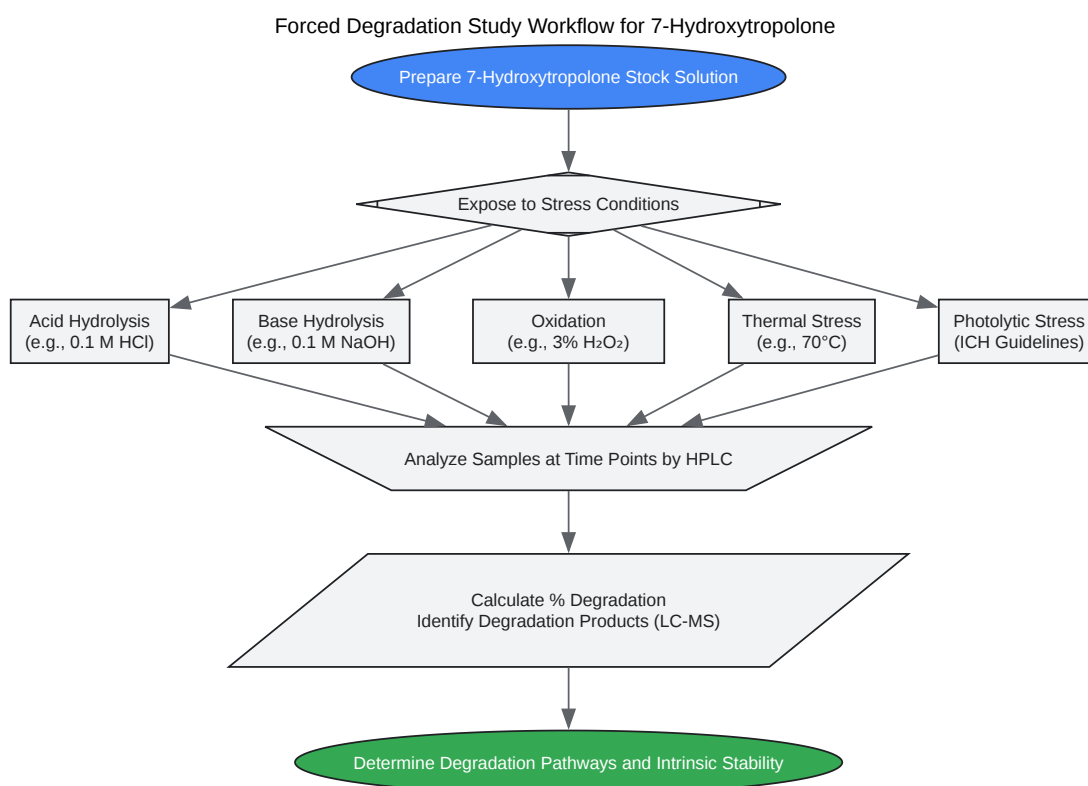 Forced Degradation Study Workflow for 7-Hydroxytropolone
Prepare 7-Hydroxytropolone Stock Solution
Expose to Stress Conditions
Acid Hydrolysis
(e.g., 0.1 M HCl)
Base Hydrolysis
(e.g., 0.1 M NaOH)
Oxidation
(e.g., 3% H₂O₂)
Thermal Stress
(e.g., 70°C)
Photolytic Stress
(ICH Guidelines)
Analyze Samples at Time Points by HPLC
Calculate % Degradation
Identify Degradation Products (LC-MS)
Determine Degradation Pathways and Intrinsic Stability